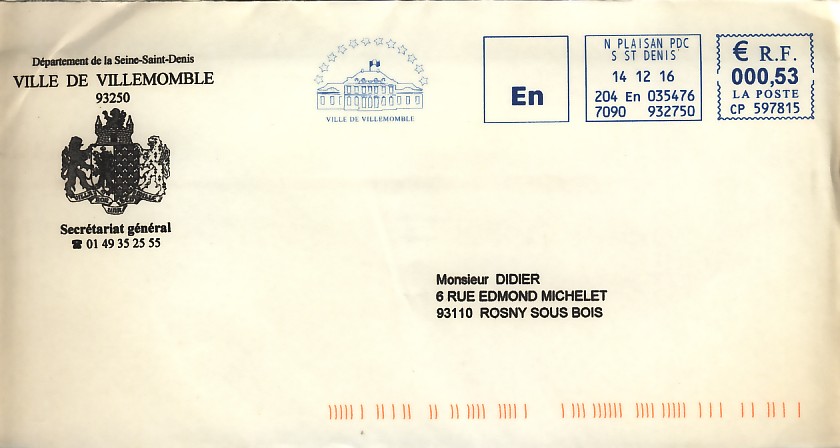 Département de la Seine-Saint-Denis
VILLE DE VILLEMOMBLE
93250
Secrétariat général
☎ 01 49 35 25 55
VILLE DE VILLEMOMBLE
En
N PLAISAN PDC
S ST DENIS
14 12 16
204 En 035476
7090 932750
€ R.F.
000,53
LA POSTE
CP 597815
Monsieur DIDIER
6 RUE EDMOND MICHELET
93110 ROSNY SOUS BOIS